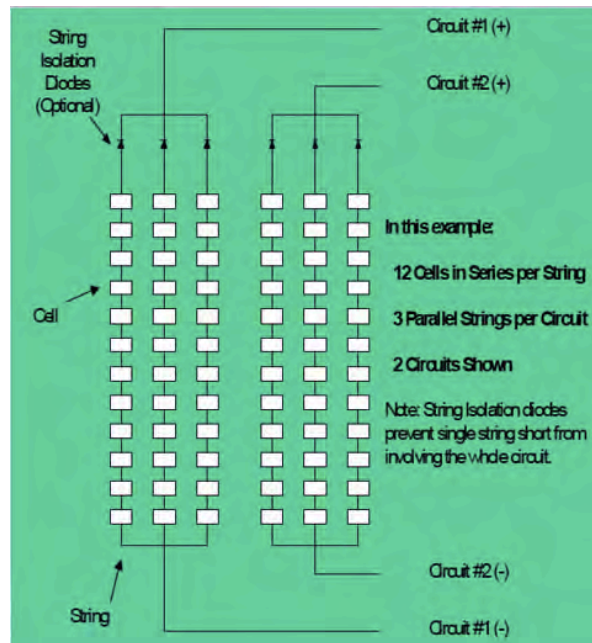 String
Isolation
Diodes
(Optional)
Circuit #1 (+)
Circuit #2 (+)
In this example:
12 Cells in Series per String
Cell
3 Parallel Strings per Circuit
2 Circuits Shown
Note: String Isolation diodes
prevent single string short from
involving the whole circuit.
String
Circuit #2 (-)
Circuit #1 (-)